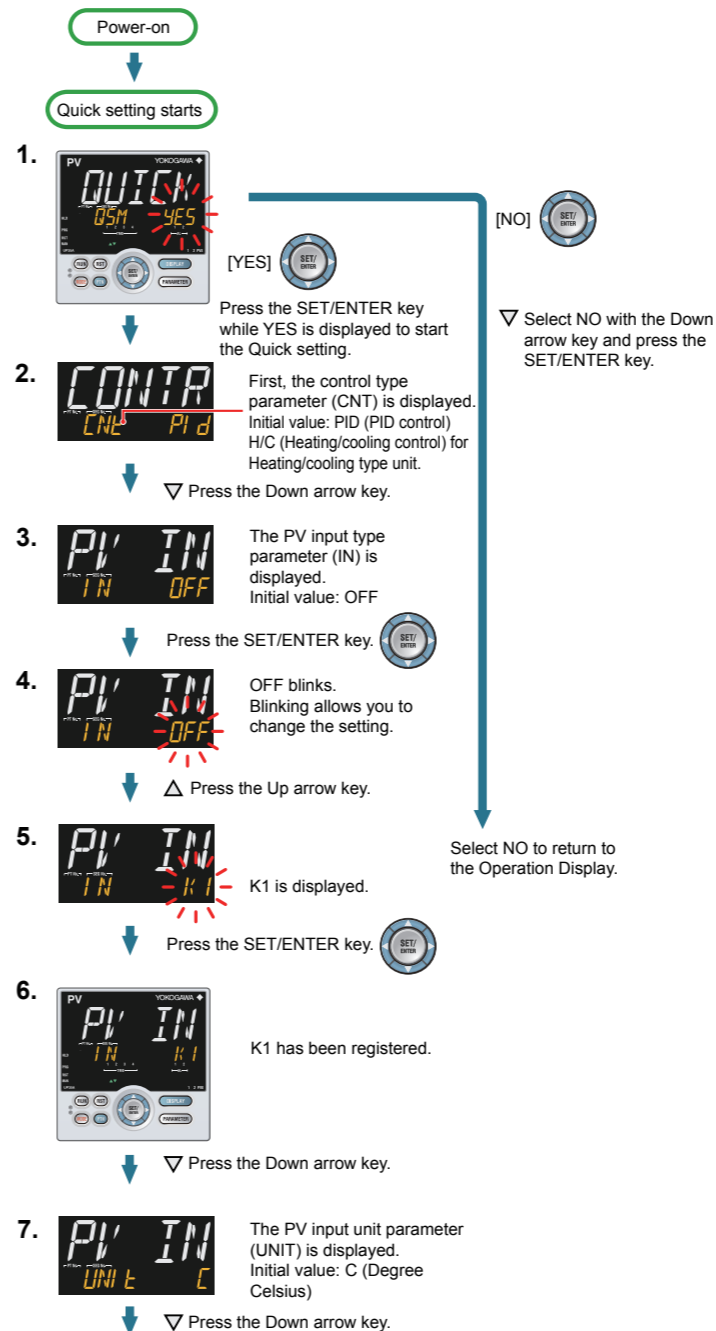 Power-on
Quick setting starts
1.
PV YOKOGAWA
QUICK
QSM YES
RUN RST DISPLAY
SET/ENTER
PARAMETER
[YES] SET/ENTER
[NO] SET/ENTER
Press the SET/ENTER key
while YES is displayed to start
the Quick setting.
▽ Select NO with the Down
arrow key and press the
SET/ENTER key.
2.
CONTR
CNT PID
First, the control type
parameter (CNT) is displayed.
Initial value: PID (PID control)
H/C (Heating/cooling control) for
Heating/cooling type unit.
▽ Press the Down arrow key.
3.
PV IN
IN OFF
The PV input type
parameter (IN) is
displayed.
Initial value: OFF
Press the SET/ENTER key. SET/ENTER
4.
PV IN
IN OFF
OFF blinks.
Blinking allows you to
change the setting.
△ Press the Up arrow key.
5.
PV IN
IN K1
K1 is displayed.
Select NO to return to
the Operation Display.
Press the SET/ENTER key. SET/ENTER
6.
PV YOKOGAWA
PV IN
IN K1
RUN RST DISPLAY
SET/ENTER
PARAMETER
K1 has been registered.
▽ Press the Down arrow key.
7.
PV IN
UNIT C
The PV input unit parameter
(UNIT) is displayed.
Initial value: C (Degree
Celsius)
▽ Press the Down arrow key.